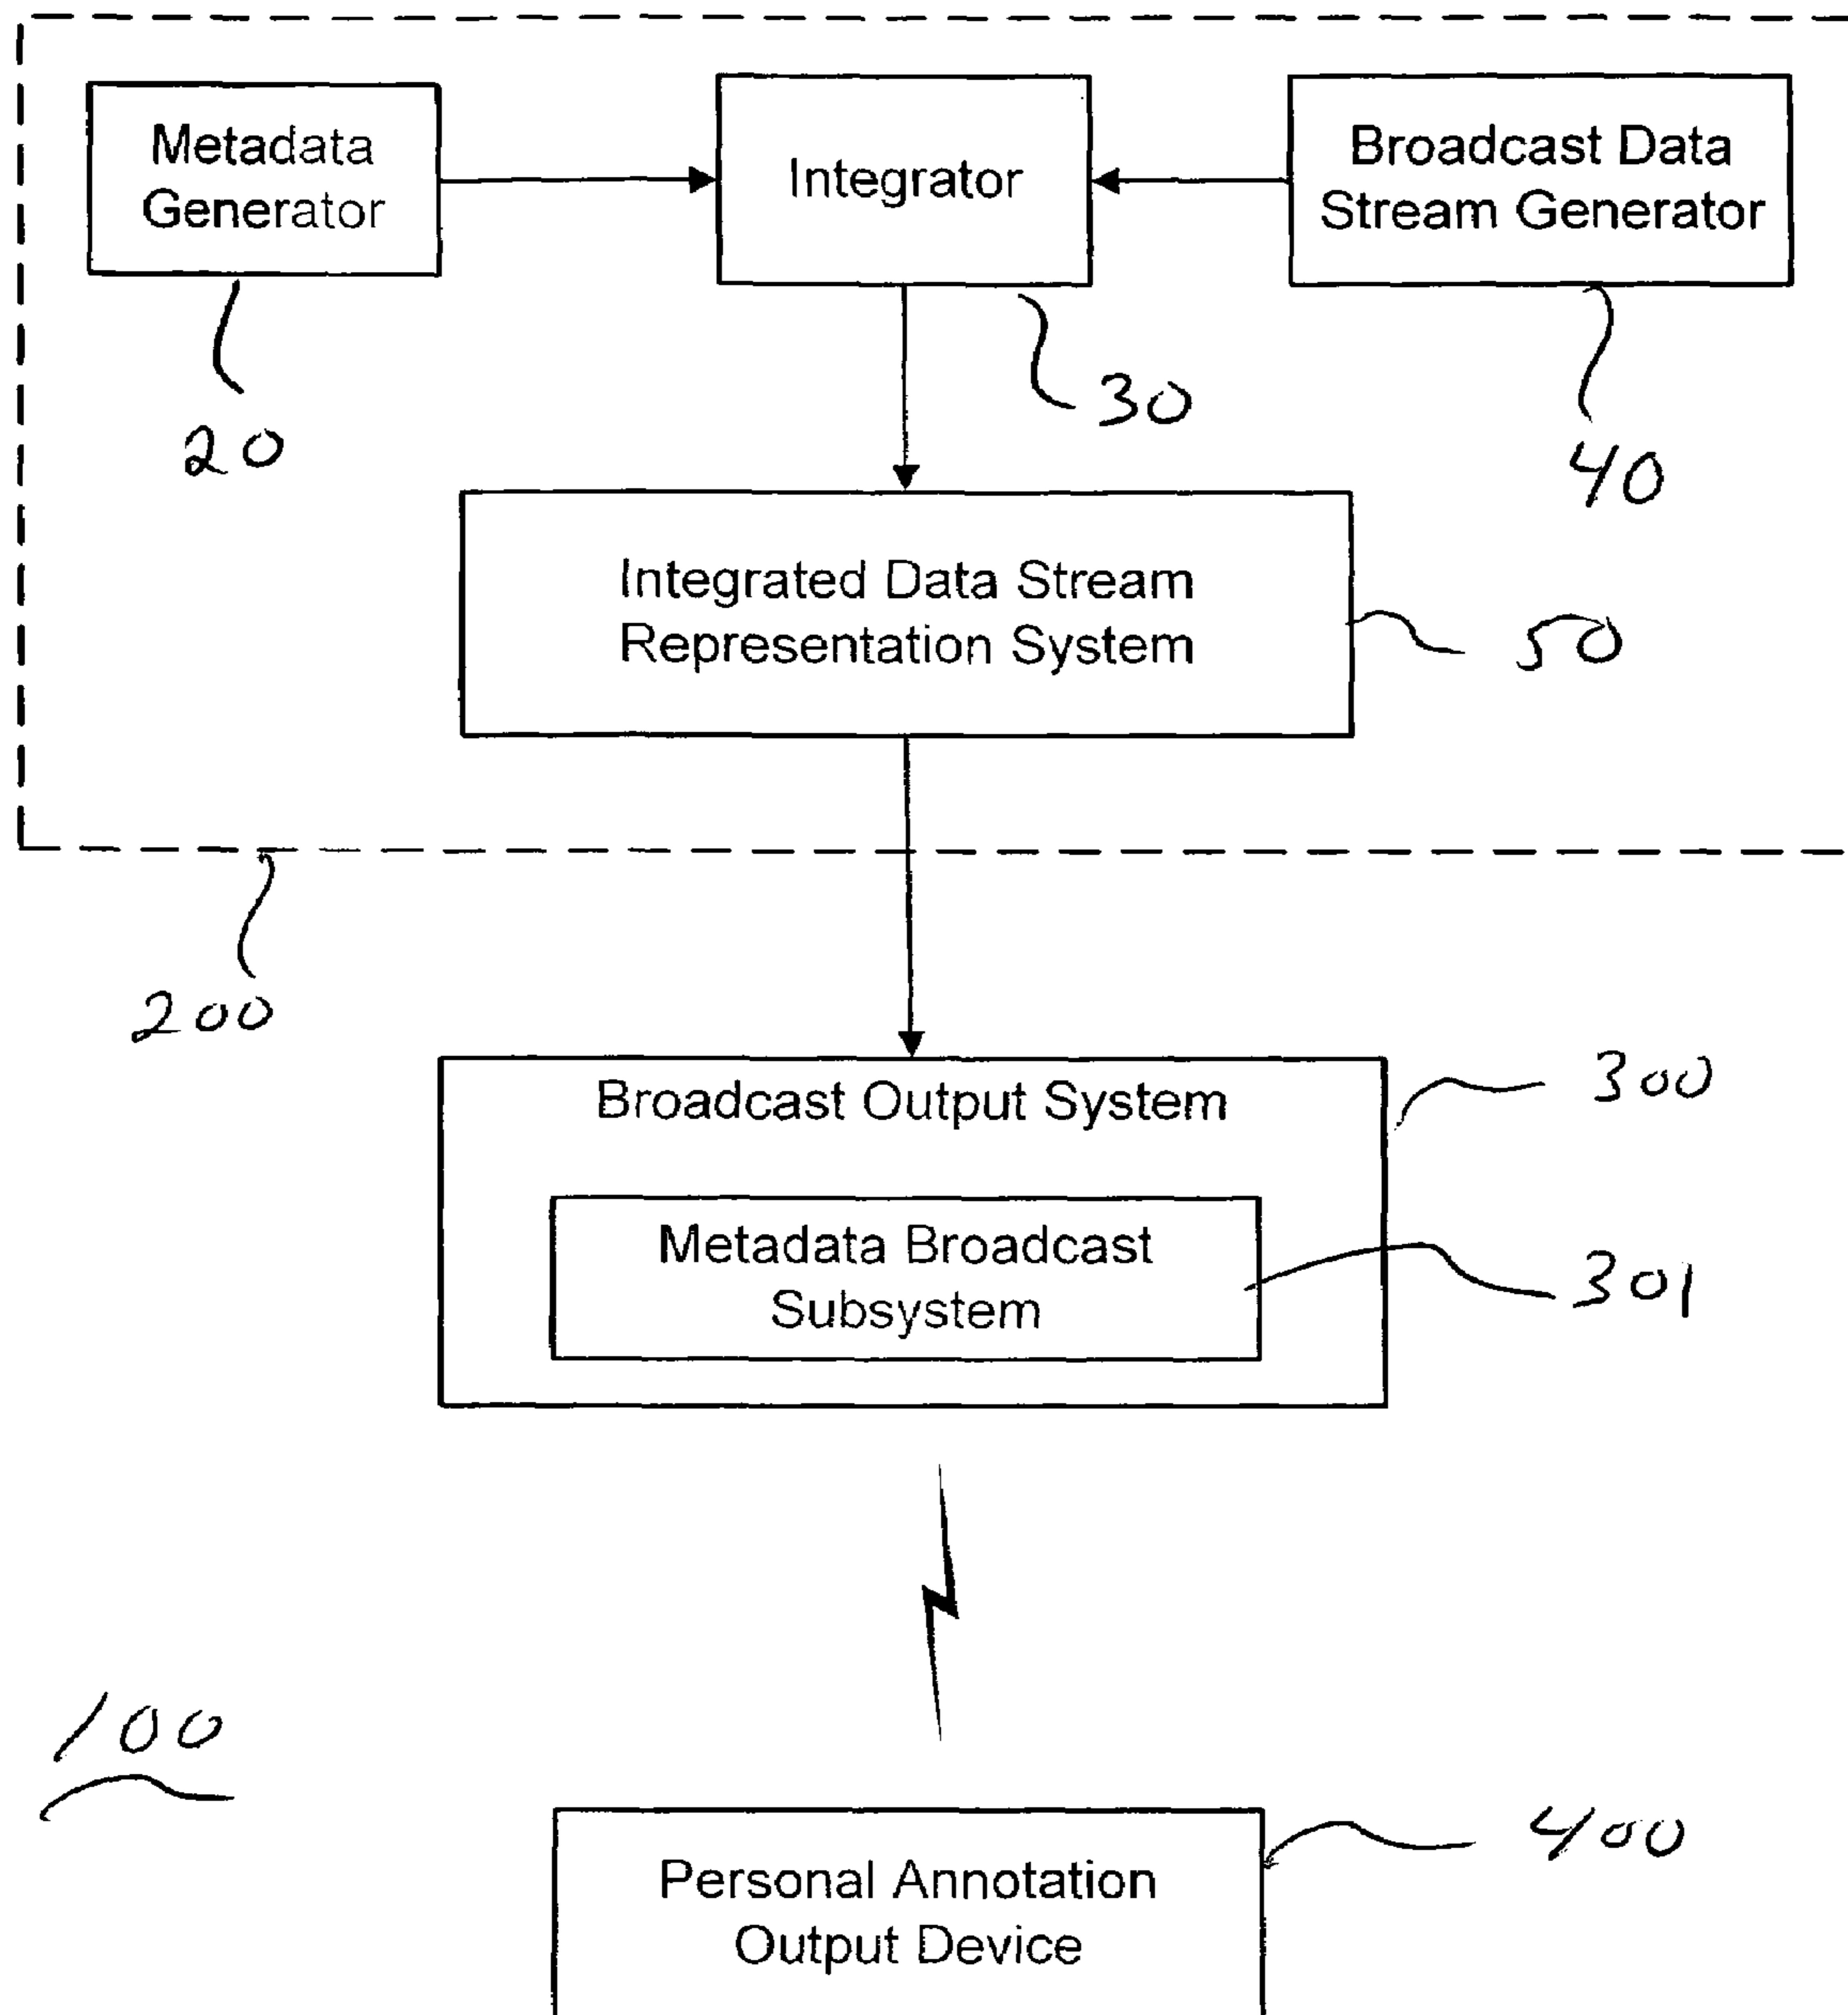 Metadata
Generator
Integrator
Broadcast Data
Stream Generator
20
30
40
Integrated Data Stream
Representation System
50
200
Broadcast Output System
300
Metadata Broadcast
Subsystem
301
100
Personal Annotation
Output Device
400